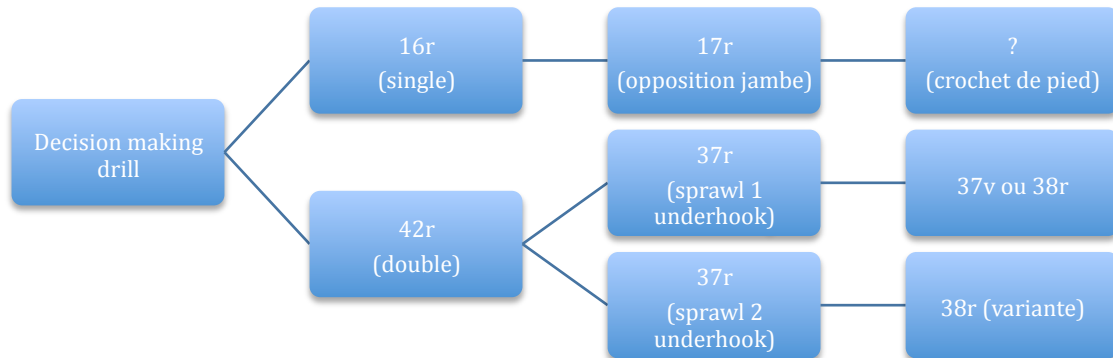 Decision making
drill
16r
(single)
17r
(opposition jambe)
?
(crochet de pied)
42r
(double)
37r
(sprawl 1
underhook)
37v ou 38r
37r
(sprawl 2
underhook)
38r (variante)